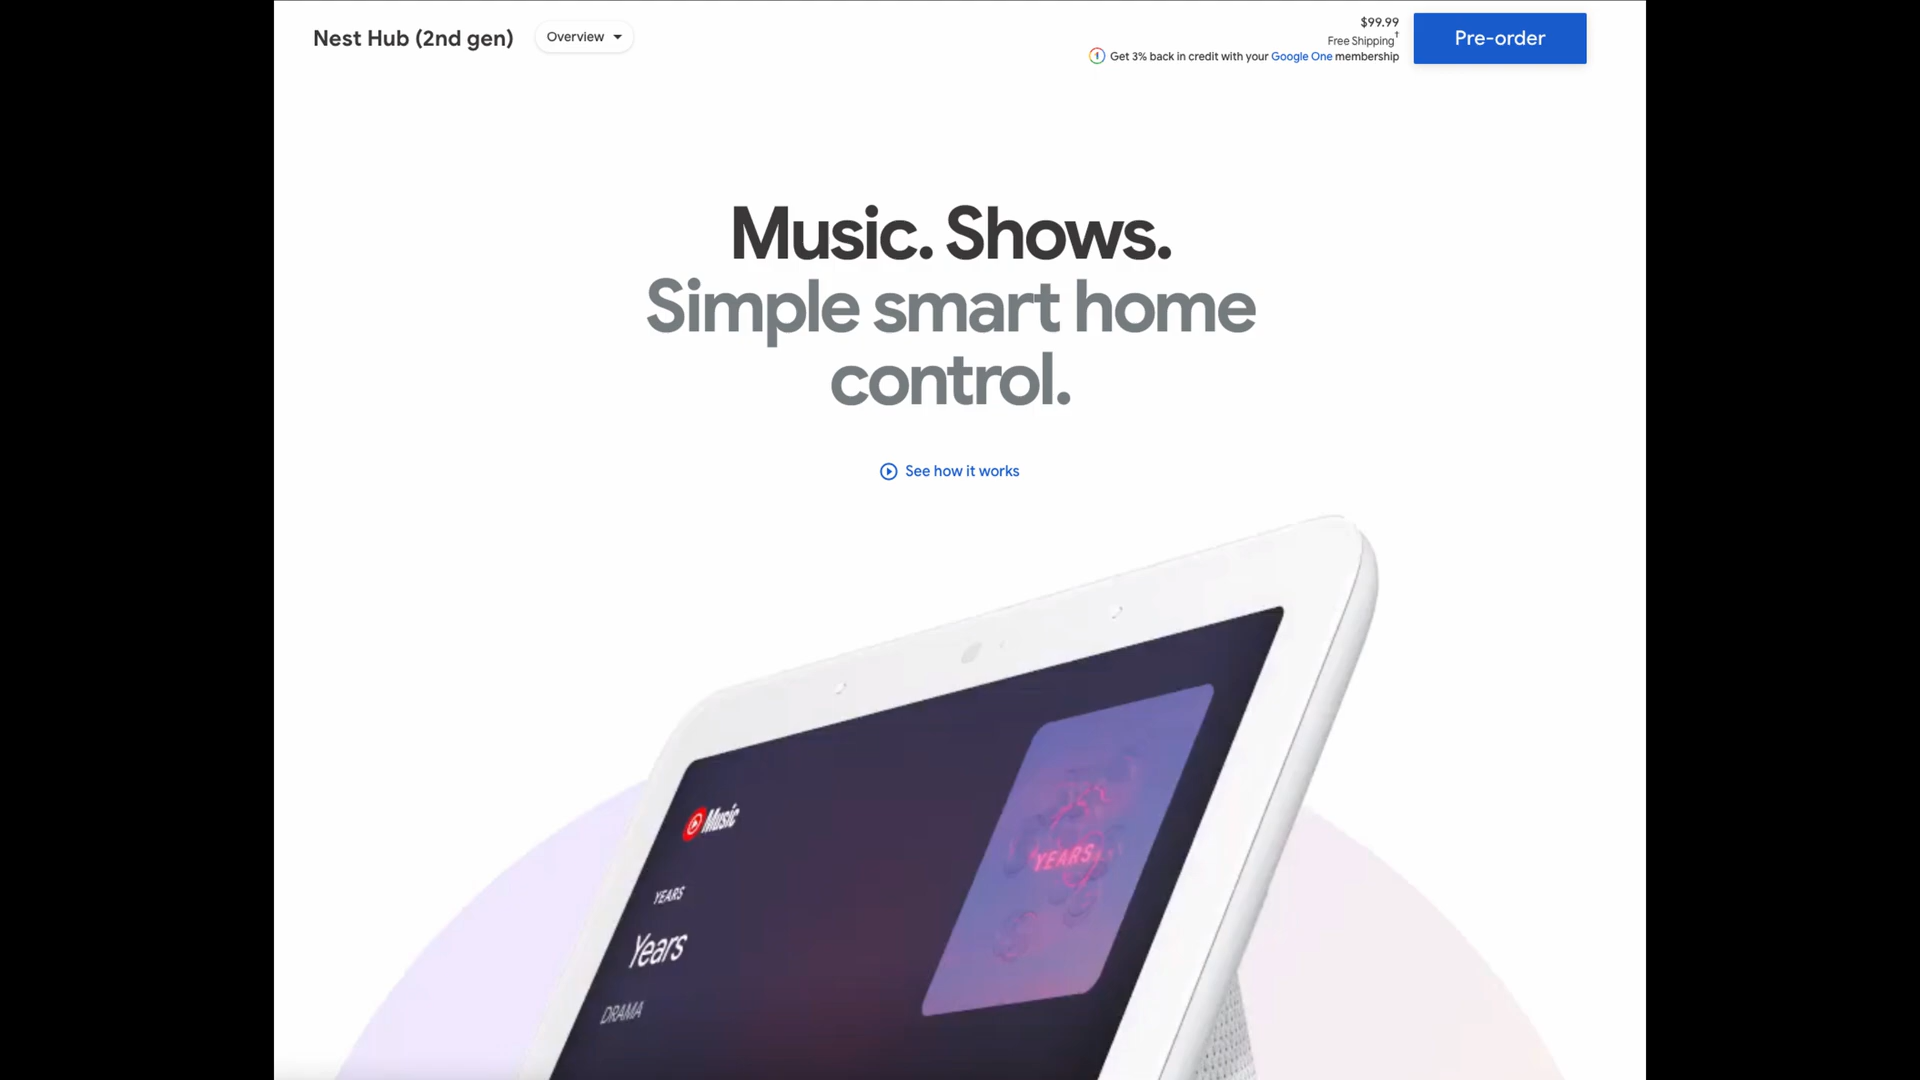 Nest Hub (2nd gen)
Overview
$99.99
Free Shipping†
Get 3% back in credit with your Google One membership
Pre-order
Music. Shows.
Simple smart home
control.
See how it works
Music
YEARS
Years
DRAMA
YEARS